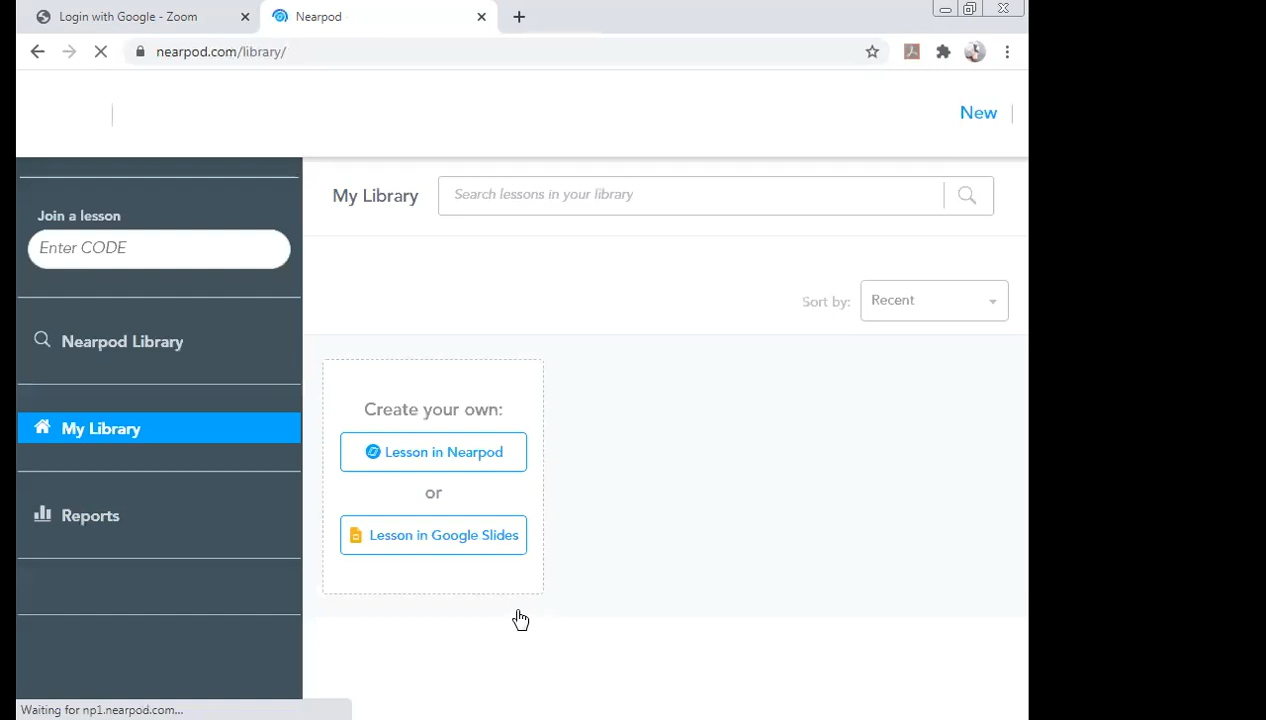 Login with Google - Zoom
Nearpod
nearpod.com/library/
New
My Library
Search lessons in your library
Join a lesson
Enter CODE
Sort by:
Recent
Nearpod Library
My Library
Reports
Create your own:
Lesson in Nearpod
or
Lesson in Google Slides
Waiting for np1.nearpod.com...